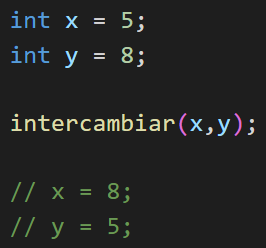 int x = 5;
int y = 8;
intercambiar(x,y);
// x = 8;
// y = 5;